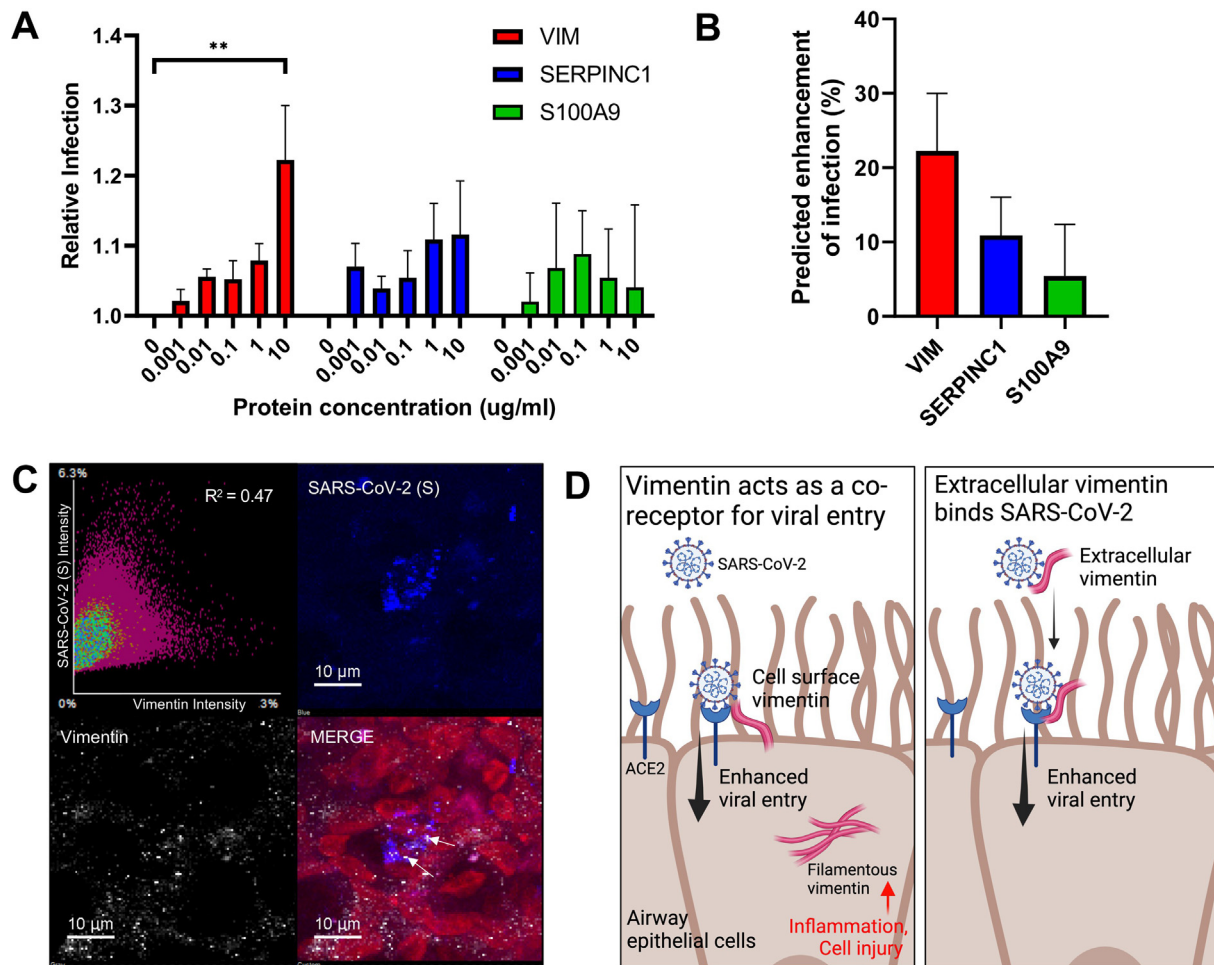 A
1.4
1.3
1.2
1.1
1.0
Relative Infection
**
VIM
SERPINC1
S100A9
0
0.001
0.01
0.1
1
10
0
0.001
0.01
0.1
1
10
0
0.001
0.01
0.1
1
10
Protein concentration (ug/ml)
B
40
30
20
10
0
Predicted enhancement
of infection (%)
VIM
SERPINC1
S100A9
C
6.3%
R² = 0.47
SARS-CoV-2 (S) Intensity
0%
Vimentin Intensity
.3%
SARS-CoV-2 (S)
10 µm
Blue
Vimentin
10 µm
MERGE
10 µm
D
Vimentin acts as a co-
receptor for viral entry
SARS-CoV-2
Cell surface
vimentin
ACE2
Enhanced
viral entry
Filamentous
vimentin
Inflammation,
Cell injury
Airway
epithelial cells
Extracellular vimentin
binds SARS-CoV-2
Extracellular
vimentin
Enhanced
viral entry